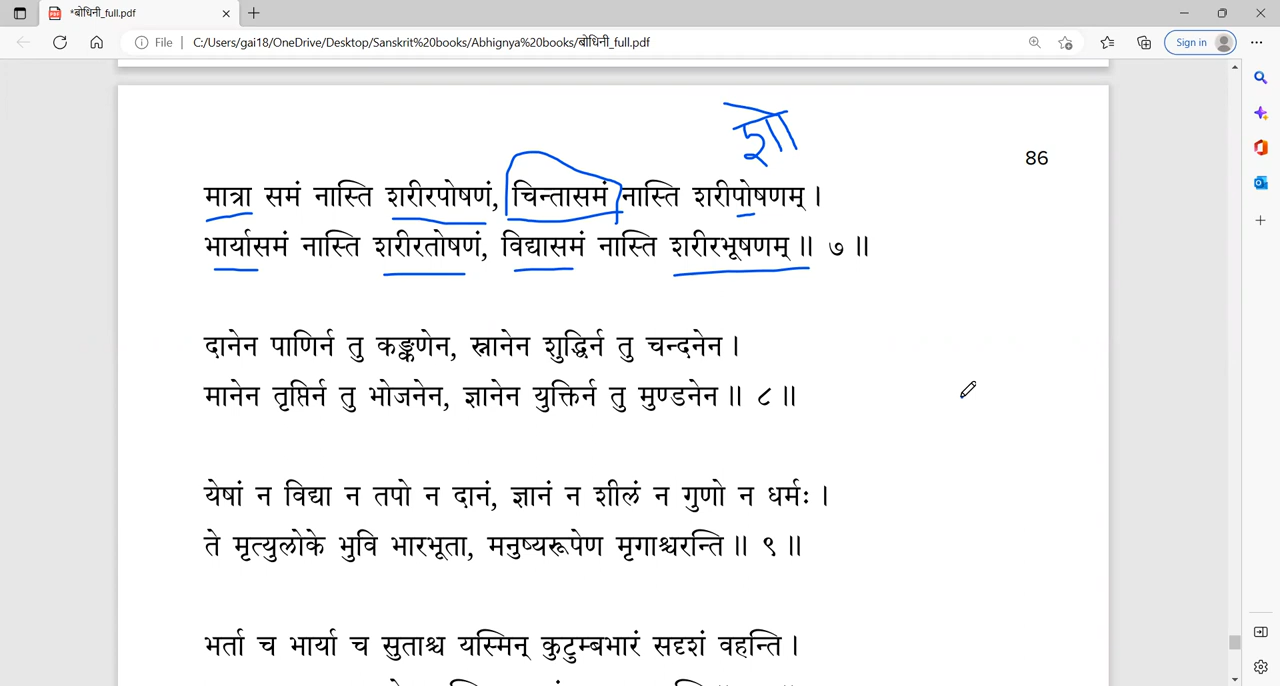 *बोधिनी_full.pdf
File
C:/Users/gai18/OneDrive/Desktop/Sanskrit%20books/Abhignya%20books/बोधिनी_full.pdf
Sign in
शो
86
मात्रा समं नास्ति शरीरपोषणं, चिन्तासमं नास्ति शरीपोषणम् ।
भार्यासमं नास्ति शरीरतोषणं, विद्यासमं नास्ति शरीरभूषणम् ॥ ७ ॥
दानेन पाणिर्न तु कङ्कणेन, स्नानेन शुद्धिर्न तु चन्दनेन ।
मानेन तृप्तिर्न तु भोजनेन, ज्ञानेन युक्तिर्न तु मुण्डनेन ॥ ८ ॥
येषां न विद्या न तपो न दानं, ज्ञानं न शीलं न गुणो न धर्मः ।
ते मृत्युलोके भुवि भारभूता, मनुष्यरूपेण मृगाश्चरन्ति ॥ ९ ॥
भर्ता च भार्या च सुताश्च यस्मिन् कुटुम्बभारं सदृशं वहन्ति ।